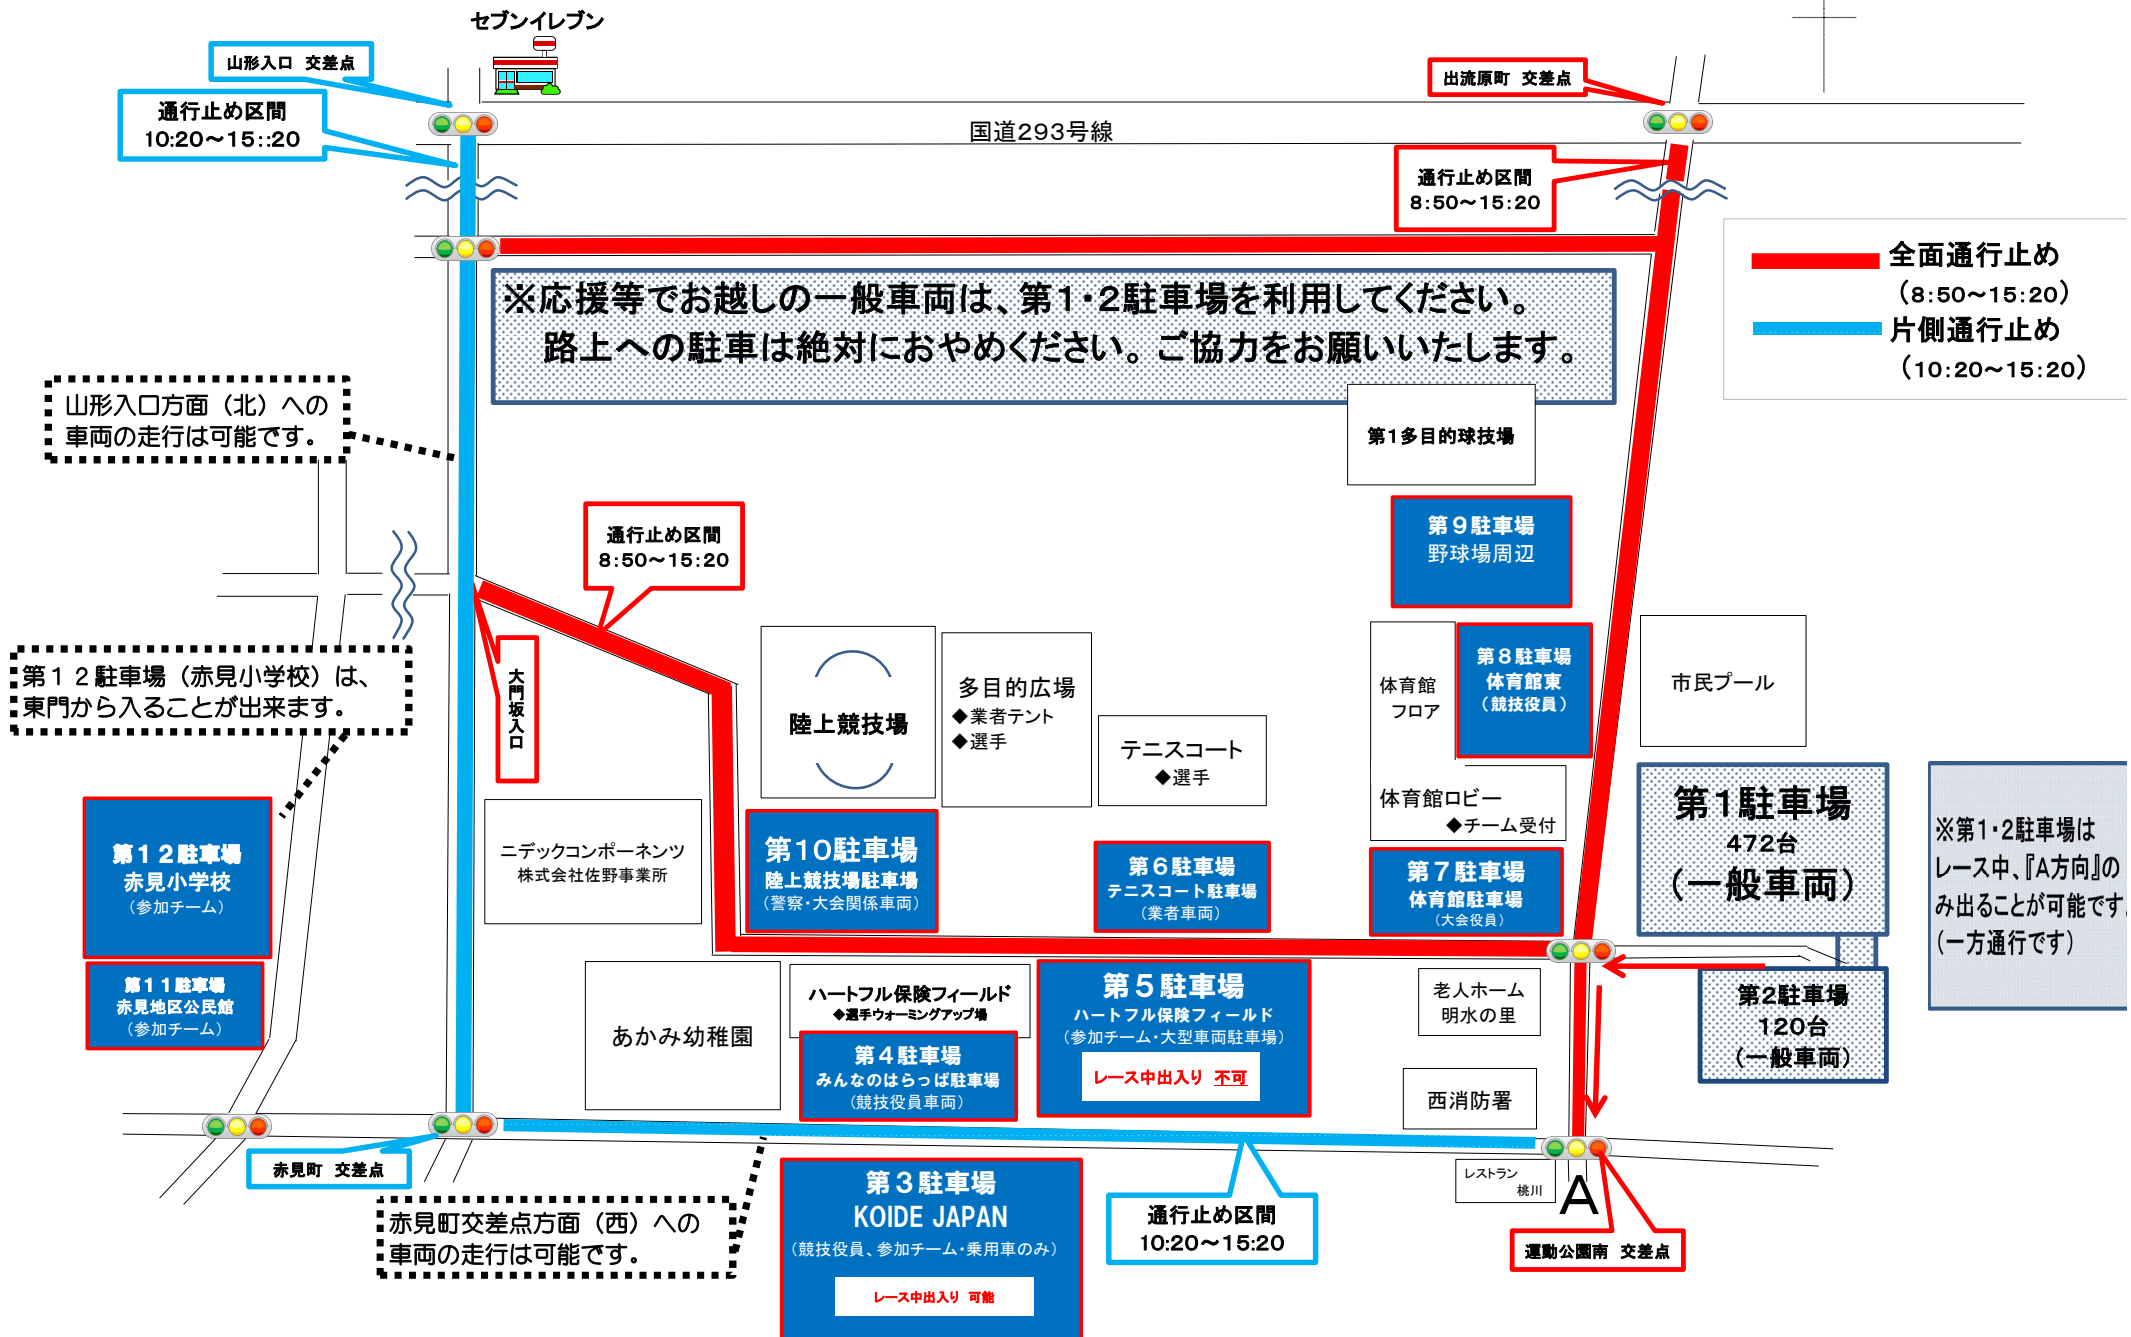 セブンイレブン
山形入口 交差点
出流原町 交差点
通行止め区間
10:20～15::20
国道293号線
通行止め区間
8:50～15:20
全面通行止め
（8:50～15:20）
片側通行止め
（10:20～15:20）
※応援等でお越しの一般車両は、第1・2駐車場を利用してください。
路上への駐車は絶対におやめください。ご協力をお願いいたします。
山形入口方面（北）への
車両の走行は可能です。
第1多目的球技場
通行止め区間
8:50～15:20
第9駐車場
野球場周辺
第12駐車場（赤見小学校）は、
東門から入ることが出来ます。
大門坂入口
陸上競技場
多目的広場
◆業者テント
◆選手
テニスコート
◆選手
体育館
フロア
第8駐車場
体育館東
（競技役員）
市民プール
体育館ロビー
◆チーム受付
第1駐車場
472台
（一般車両）
※第1・2駐車場は
レース中、『A方向』の
み出ることが可能です
（一方通行です）
第12駐車場
赤見小学校
（参加チーム）
ニデックコンポーネンツ
株式会社佐野事業所
第10駐車場
陸上競技場駐車場
（警察・大会関係車両）
第6駐車場
テニスコート駐車場
（業者車両）
第7駐車場
体育館駐車場
（大会役員）
第11駐車場
赤見地区公民館
（参加チーム）
あかみ幼稚園
ハートフル保険フィールド
◆選手ウォーミングアップ場
第4駐車場
みんなのはらっぱ駐車場
（競技役員車両）
第5駐車場
ハートフル保険フィールド
（参加チーム・大型車両駐車場）
レース中出入り 不可
老人ホーム
明水の里
西消防署
第2駐車場
120台
（一般車両）
赤見町 交差点
赤見町交差点方面（西）への
車両の走行は可能です。
第3駐車場
KOIDE JAPAN
（競技役員、参加チーム・乗用車のみ）
レース中出入り 可能
通行止め区間
10:20～15:20
レストラン
桃川
A
運動公園南 交差点